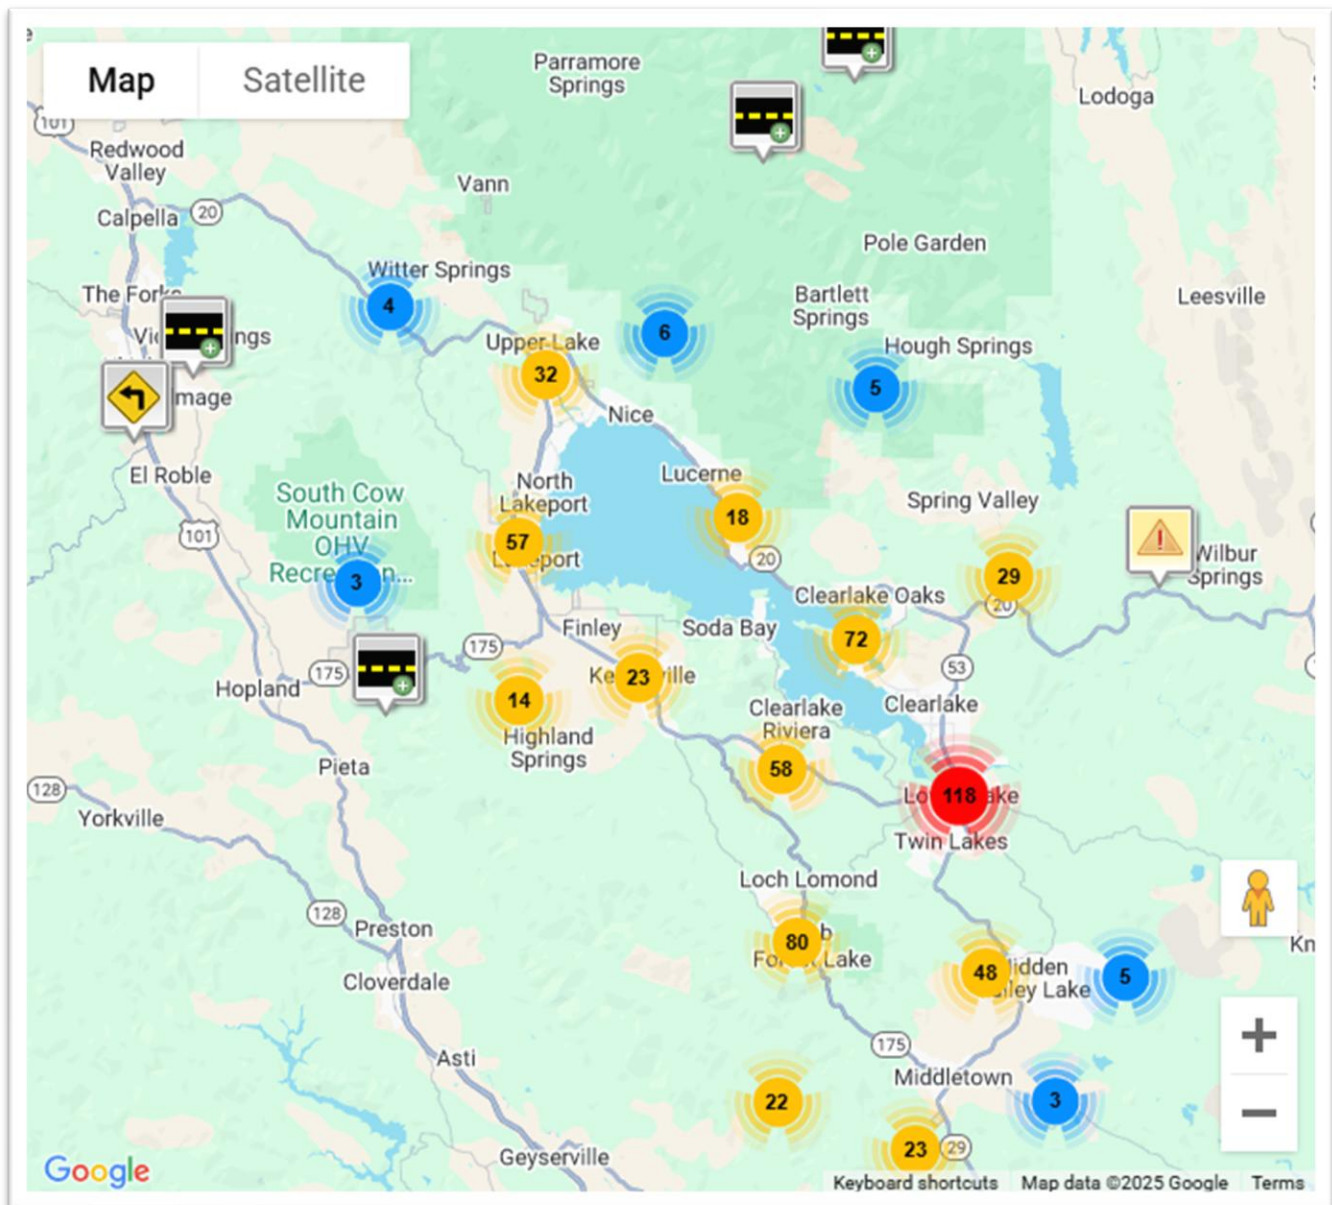 Map
Satellite
Parramore
Springs
Lodoga
101
Redwood
Valley
Vann
Calpella
20
Pole Garden
Witter Springs
The Forks
Bartlett
Springs
Leesville
4
6
Hough Springs
Upper Lake
32
5
Nice
El Roble
Lucerne
South Cow
Mountain
OHV
North
Lakeport
Spring Valley
18
101
57
20
Wilbur
Springs
3
29
20
Clearlake Oaks
Finley
Soda Bay
72
175
175
53
Hopland
23
14
Clearlake
Riviera
Clearlake
Highland
Springs
Pieta
58
128
118
Yorkville
Twin Lakes
Loch Lomond
128
Preston
80
Lake
48
5
Cloverdale
Lake
175
Asti
Middletown
22
3
23
29
Geyserville
Google
Keyboard shortcuts
Map data ©2025 Google
Terms